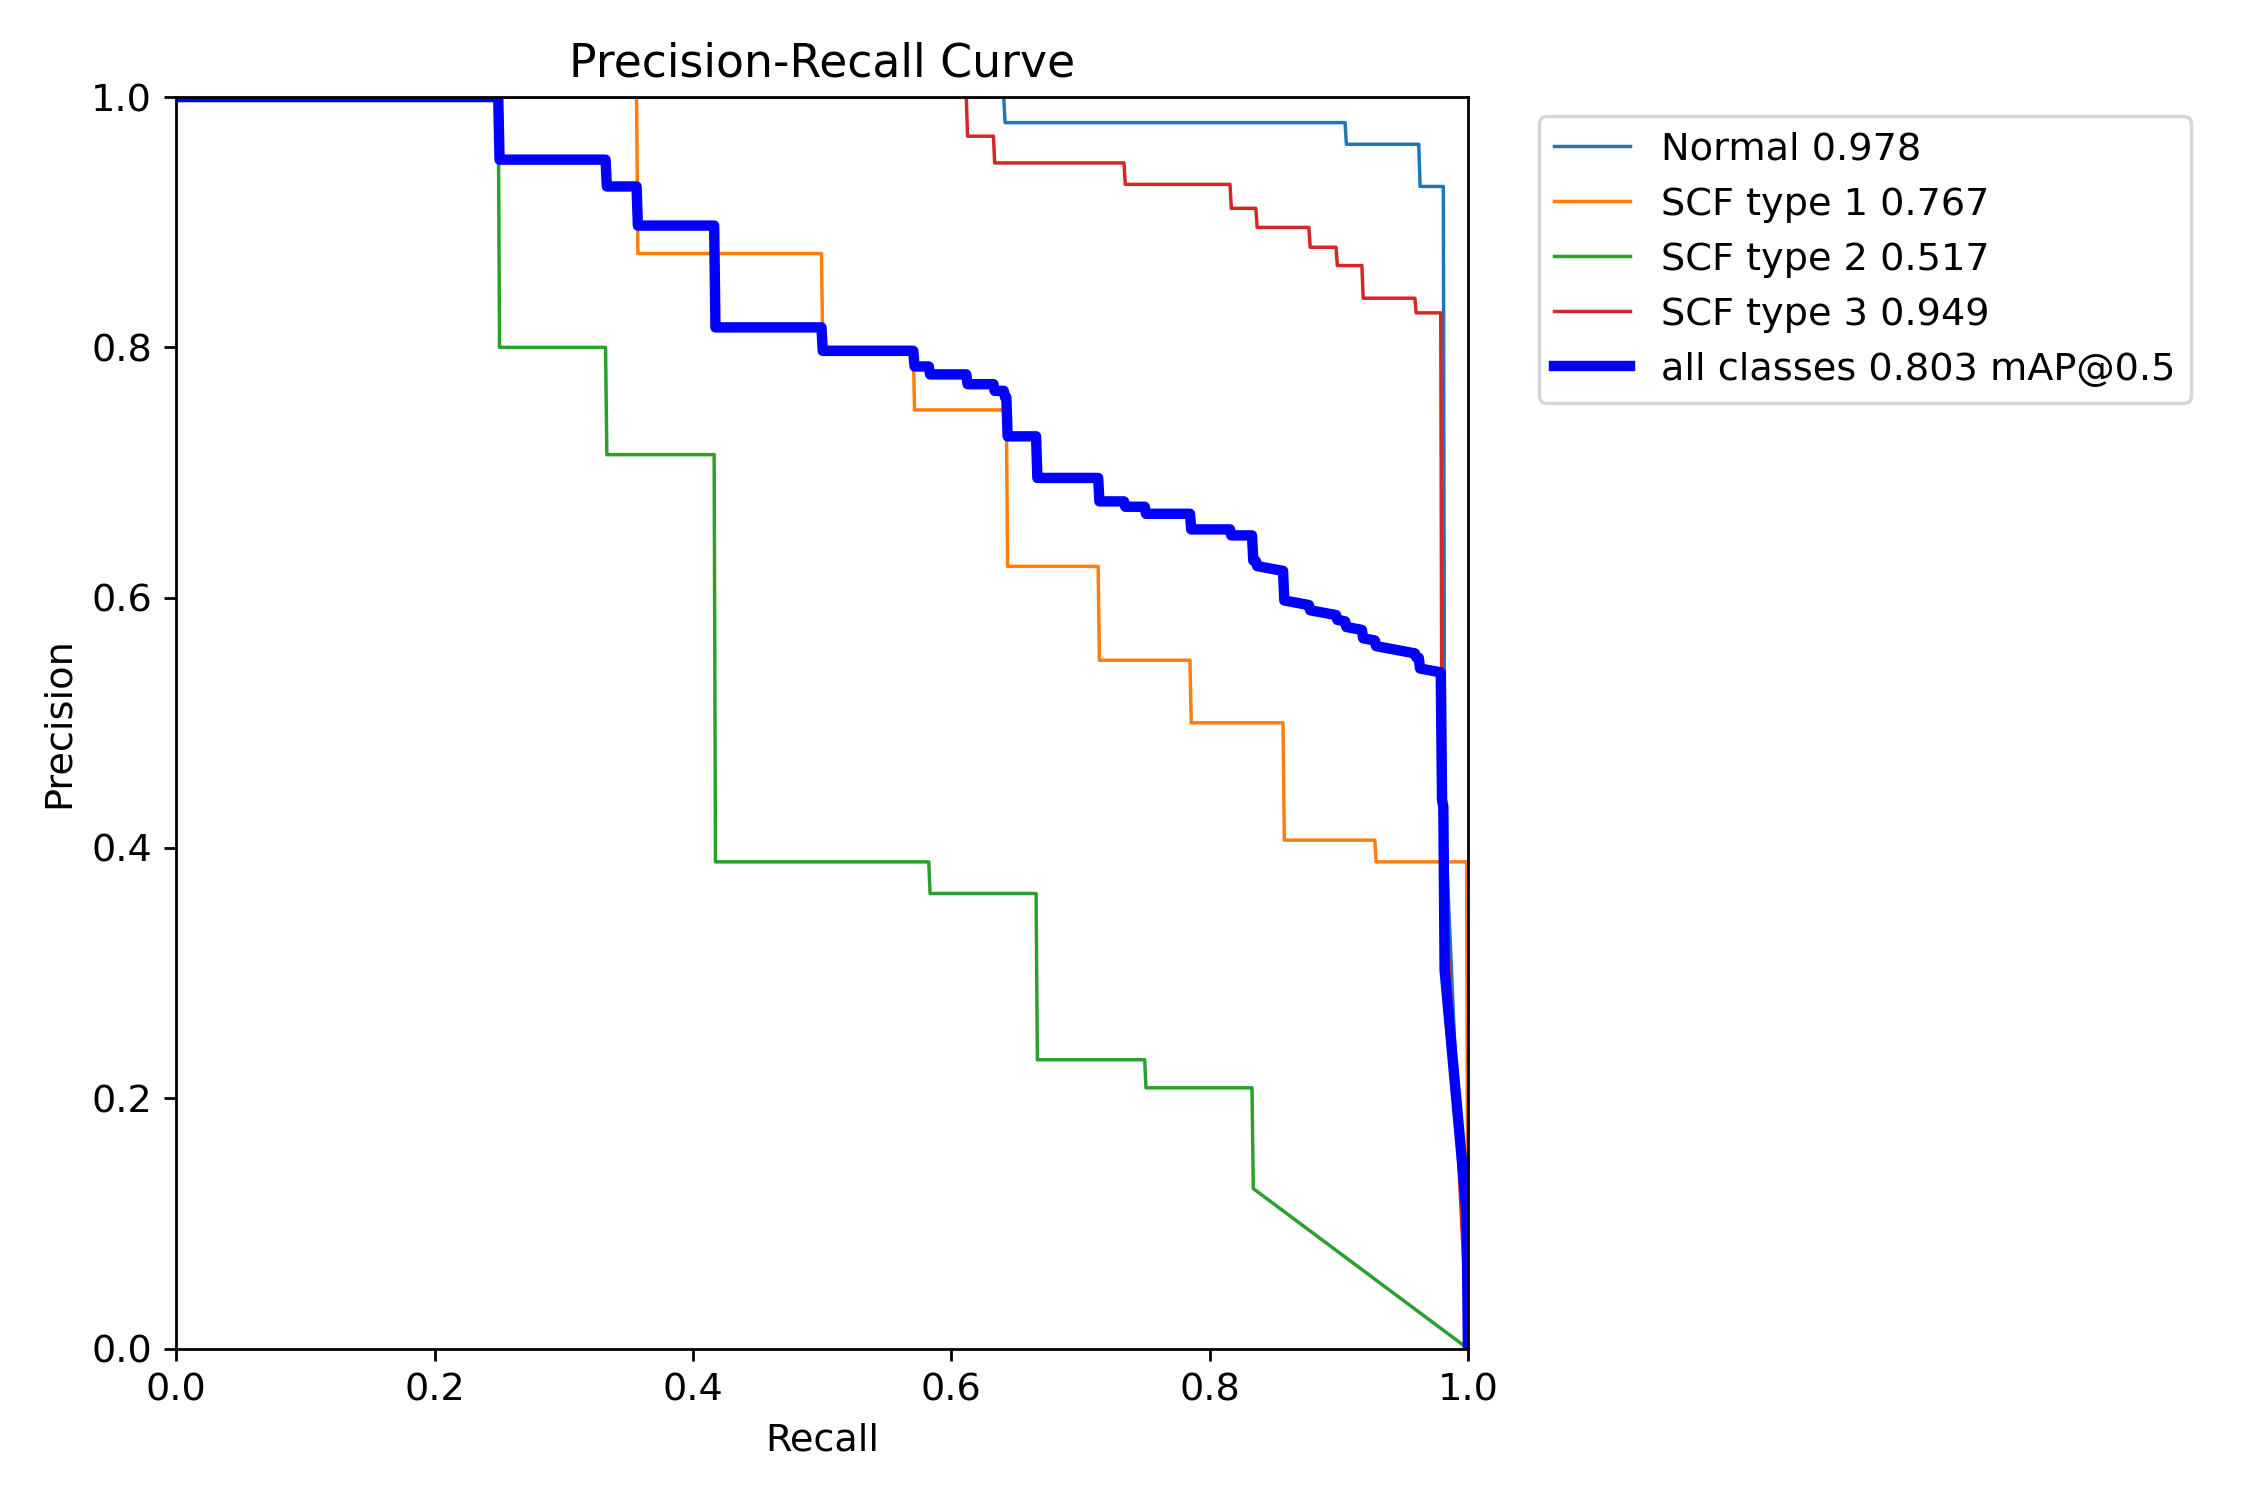 Precision-Recall Curve
1.0
0.8
0.6
0.4
0.2
0.0
Precision
0.0 0.2 0.4 0.6 0.8 1.0
Recall
Normal 0.978
SCF type 1 0.767
SCF type 2 0.517
SCF type 3 0.949
all classes 0.803 mAP@0.5